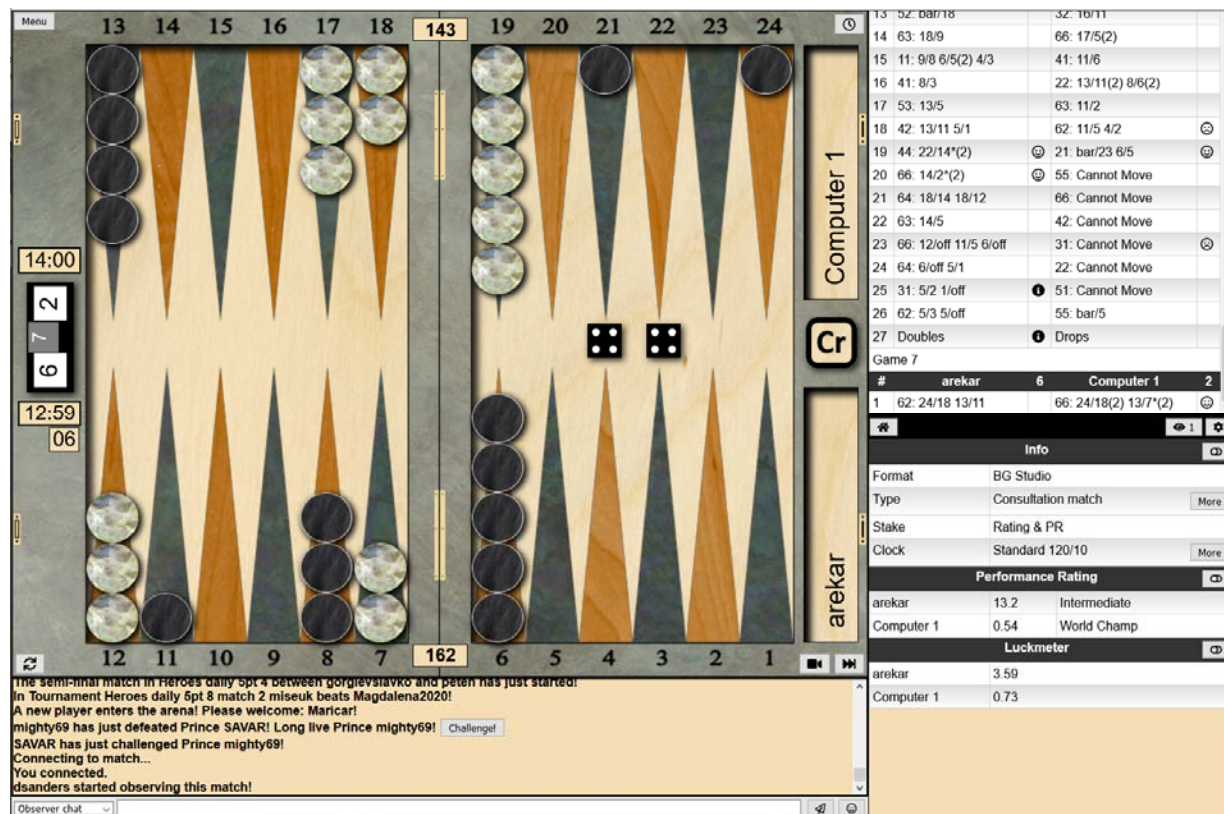 Menu
13 14 15 16 17 18 143 19 20 21 22 23 24
Computer 1
14:00
2
7
6
12:59
06
Cr
arekar
12 11 10 9 8 7 162 6 5 4 3 2 1
The semi-final match in Heroes daily 5pt 4 between gorgievslavko and peten has just started!
In Tournament Heroes daily 5pt 8 match 2 miseuk beats Magdalena2020!
A new player enters the arena! Please welcome: Maricar!
mighty69 has just defeated Prince SAVAR! Long live Prince mighty69! Challenge!
SAVAR has just challenged Prince mighty69!
Connecting to match...
You connected.
dsanders started observing this match!
Observer chat
13 52: bar/18 32: 16/11
14 63: 18/9 66: 17/5(2)
15 11: 9/8 6/5(2) 4/3 41: 11/6
16 41: 8/3 22: 13/11(2) 8/6(2)
17 53: 13/5 63: 11/2
18 42: 13/11 5/1 62: 11/5 4/2
19 44: 22/14*(2) 21: bar/23 6/5
20 66: 14/2*(2) 55: Cannot Move
21 64: 18/14 18/12 66: Cannot Move
22 63: 14/5 42: Cannot Move
23 66: 12/off 11/5 6/off 31: Cannot Move
24 64: 6/off 5/1 22: Cannot Move
25 31: 5/2 1/off 51: Cannot Move
26 62: 5/3 5/off 55: bar/5
27 Doubles Drops
Game 7
# arekar 6 Computer 1 2
1 62: 24/18 13/11 66: 24/18(2) 13/7*(2)
1
Info
Format BG Studio
Type Consultation match More
Stake Rating & PR
Clock Standard 120/10 More
Performance Rating
arekar 13.2 Intermediate
Computer 1 0.54 World Champ
Luckmeter
arekar 3.59
Computer 1 0.73